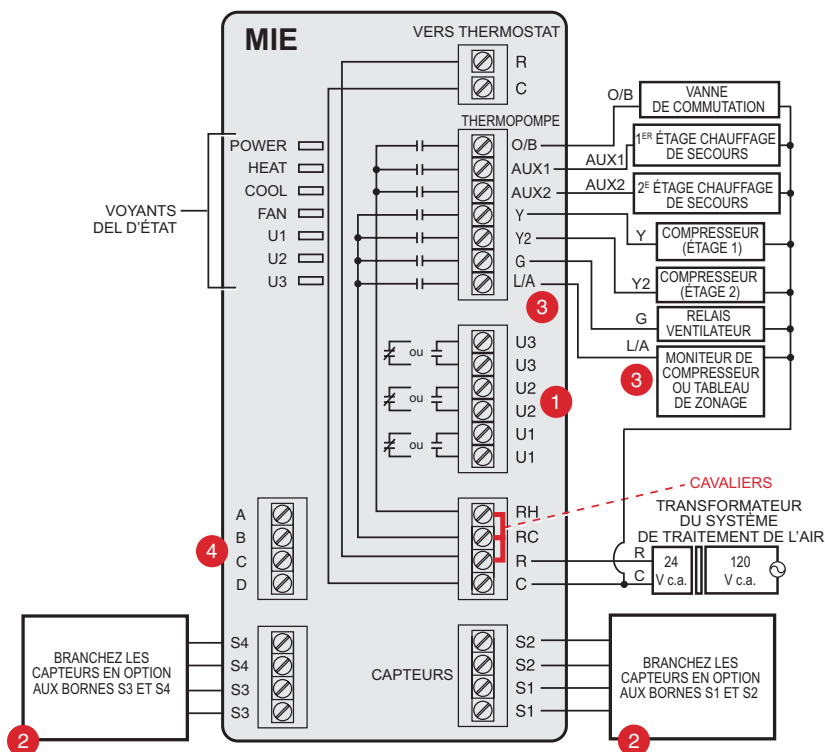 MIE
VERS THERMOSTAT
R
C
THERMOPOMPE
O/B
AUX1
AUX2
Y
Y2
G
L/A
3
POWER
HEAT
COOL
FAN
U1
U2
U3
VOYANTS
DEL D'ÉTAT
O/B
VANNE
DE COMMUTATION
AUX1
1ER ÉTAGE CHAUFFAGE
DE SECOURS
AUX2
2E ÉTAGE CHAUFFAGE
DE SECOURS
Y
COMPRESSEUR
(ÉTAGE 1)
Y2
COMPRESSEUR
(ÉTAGE 2)
G
RELAIS
VENTILATEUR
L/A
3
MONITEUR DE
COMPRESSEUR
OU TABLEAU
DE ZONAGE
ou
U3
U3
ou
U2
U2
1
ou
U1
U1
CAVALIERS
RH
RC
R
C
TRANSFORMATEUR
DU SYSTÈME
DE TRAITEMENT DE L'AIR
R
C
24
V c.a.
120
V c.a.
4
A
B
C
D
BRANCHEZ LES
CAPTEURS EN OPTION
AUX BORNES S3 ET S4
2
S4
S4
S3
S3
CAPTEURS
S2
S2
S1
S1
BRANCHEZ LES
CAPTEURS EN OPTION
AUX BORNES S1 ET S2
2